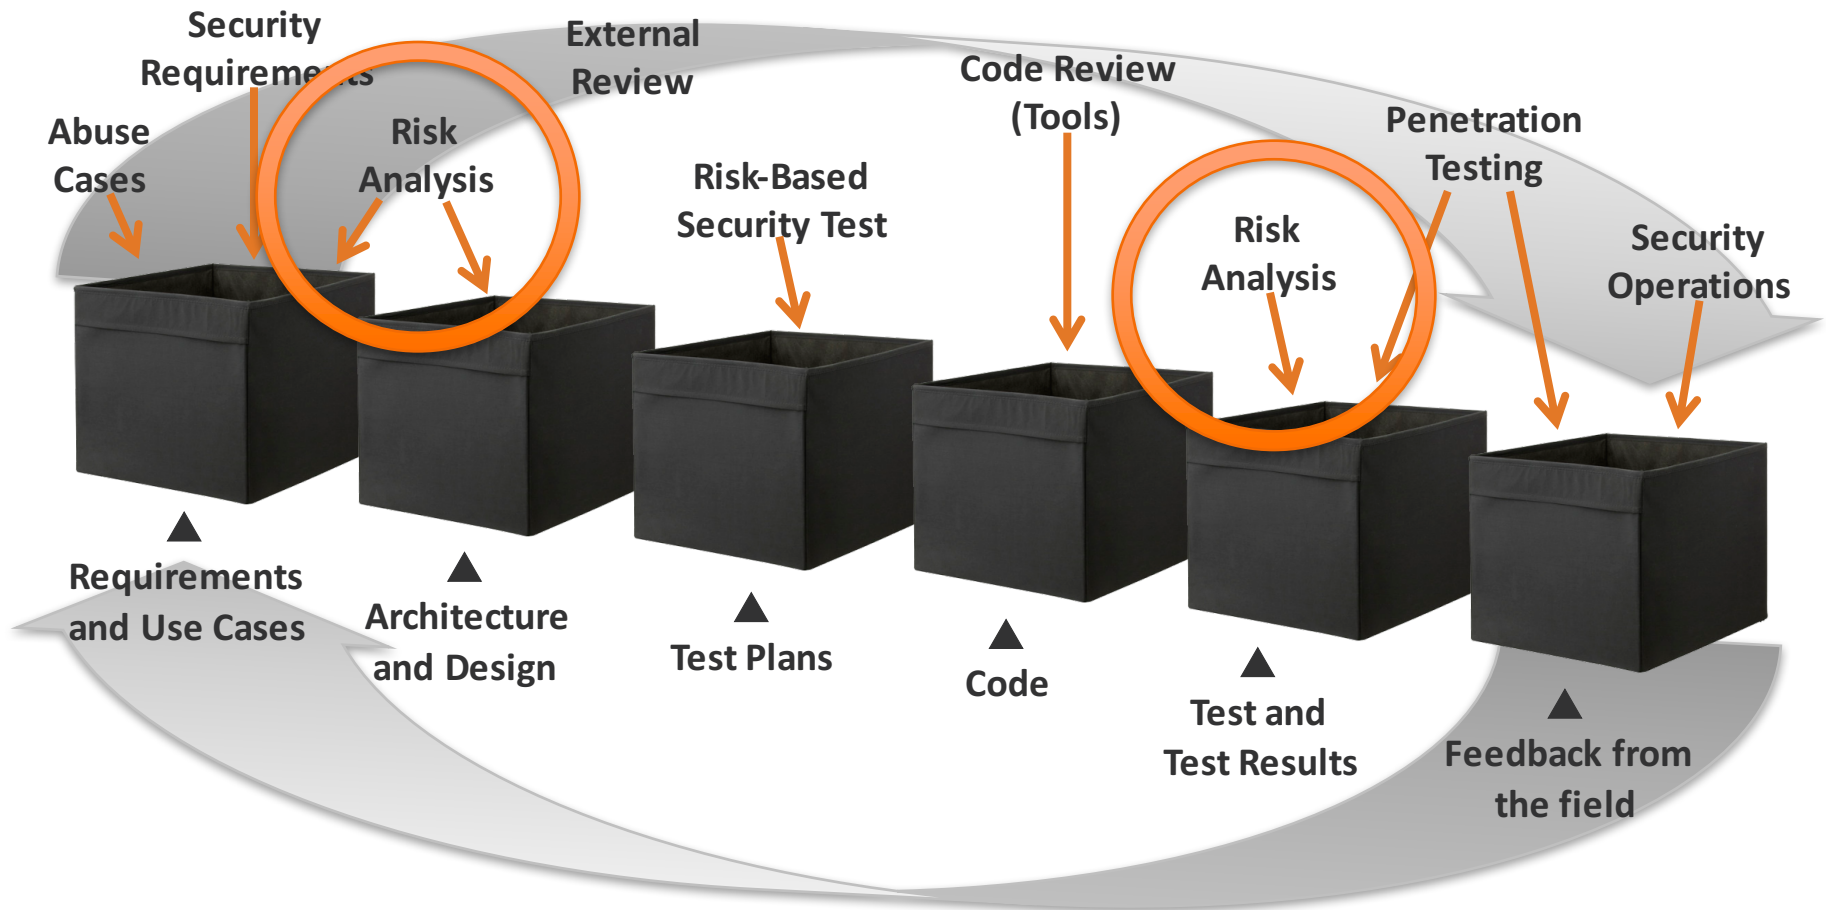 Security
Requirements
External
Review
Abuse
Cases
Risk
Analysis
Code Review
(Tools)
Penetration
Testing
Risk-Based
Security Test
Risk
Analysis
Security
Operations
Requirements
and Use Cases
Architecture
and Design
Test Plans
Code
Test and
Test Results
Feedback from
the field